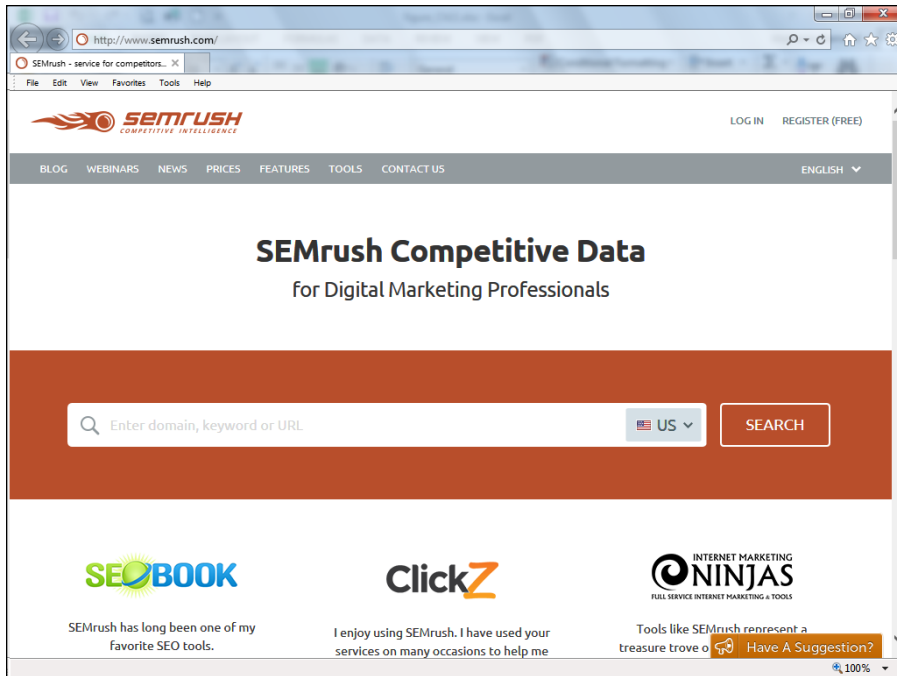 http://www.semrush.com/
SEMrush - service for competitors...
File Edit View Favorites Tools Help
semrush
COMPETITIVE INTELLIGENCE
LOG IN REGISTER (FREE)
BLOG WEBINARS NEWS PRICES FEATURES TOOLS CONTACT US ENGLISH
SEMrush Competitive Data
for Digital Marketing Professionals
Enter domain, keyword or URL US SEARCH
SEOBOOK
SEMrush has long been one of my
favorite SEO tools.
ClickZ
I enjoy using SEMrush. I have used your
services on many occasions to help me
INTERNET MARKETING
NINJAS
FULL SERVICE INTERNET MARKETING & TOOLS
Tools like SEMrush represent a
treasure trove o
Have A Suggestion?
100%